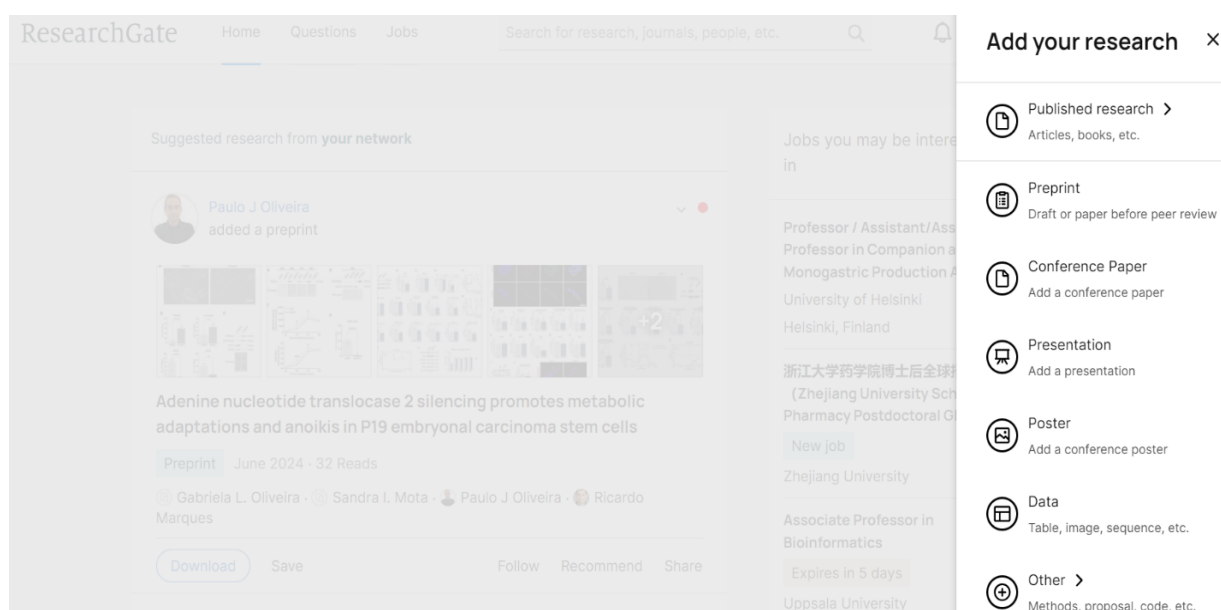 ResearchGate
Home Questions Jobs
Search for research, journals, people, etc.
Suggested research from your network
Paulo J Oliveira
added a preprint
+2
Adenine nucleotide translocase 2 silencing promotes metabolic
adaptations and anoikis in P19 embryonal carcinoma stem cells
Preprint June 2024 · 32 Reads
Gabriela L. Oliveira · Sandra I. Mota · Paulo J Oliveira · Ricardo
Marques
Download Save Follow Recommend Share
Jobs you may be intere
in
Professor / Assistant/Ass
Professor in Companion a
Monogastric Production A
University of Helsinki
Helsinki, Finland
浙江大学药学院博士后全球招
(Zhejiang University Sch
Pharmacy Postdoctoral Gl
New job
Zhejiang University
Associate Professor in
Bioinformatics
Expires in 5 days
Uppsala University
Add your research
Published research
Articles, books, etc.
Preprint
Draft or paper before peer review
Conference Paper
Add a conference paper
Presentation
Add a presentation
Poster
Add a conference poster
Data
Table, image, sequence, etc.
Other
Methods, proposal, code, etc.